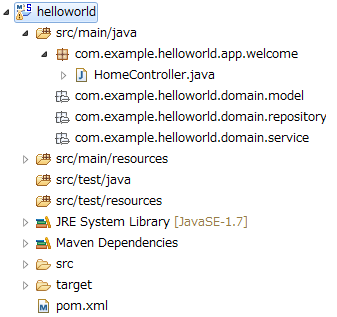 helloworld
src/main/java
com.example.helloworld.app.welcome
HomeController.java
com.example.helloworld.domain.model
com.example.helloworld.domain.repository
com.example.helloworld.domain.service
src/main/resources
src/test/java
src/test/resources
JRE System Library [JavaSE-1.7]
Maven Dependencies
src
target
pom.xml